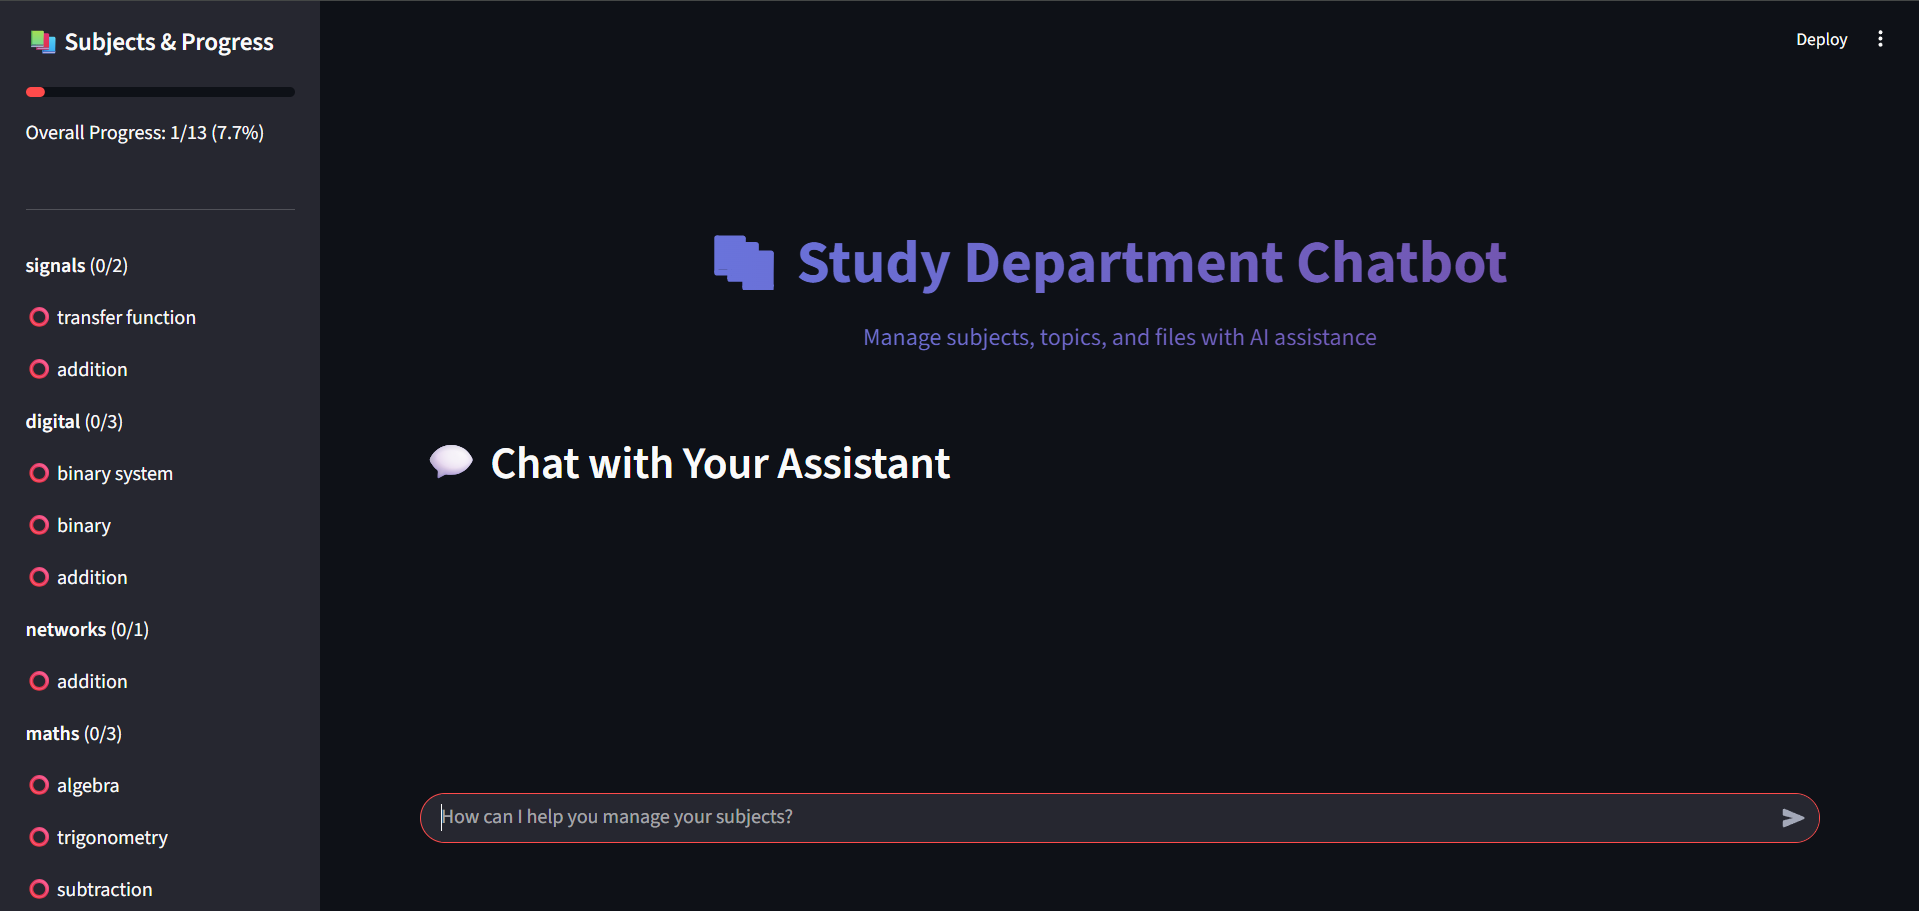 Subjects & Progress
Overall Progress: 1/13 (7.7%)
signals (0/2)
transfer function
addition
digital (0/3)
binary system
binary
addition
networks (0/1)
addition
maths (0/3)
algebra
trigonometry
subtraction
Deploy
Study Department Chatbot
Manage subjects, topics, and files with AI assistance
Chat with Your Assistant
How can I help you manage your subjects?